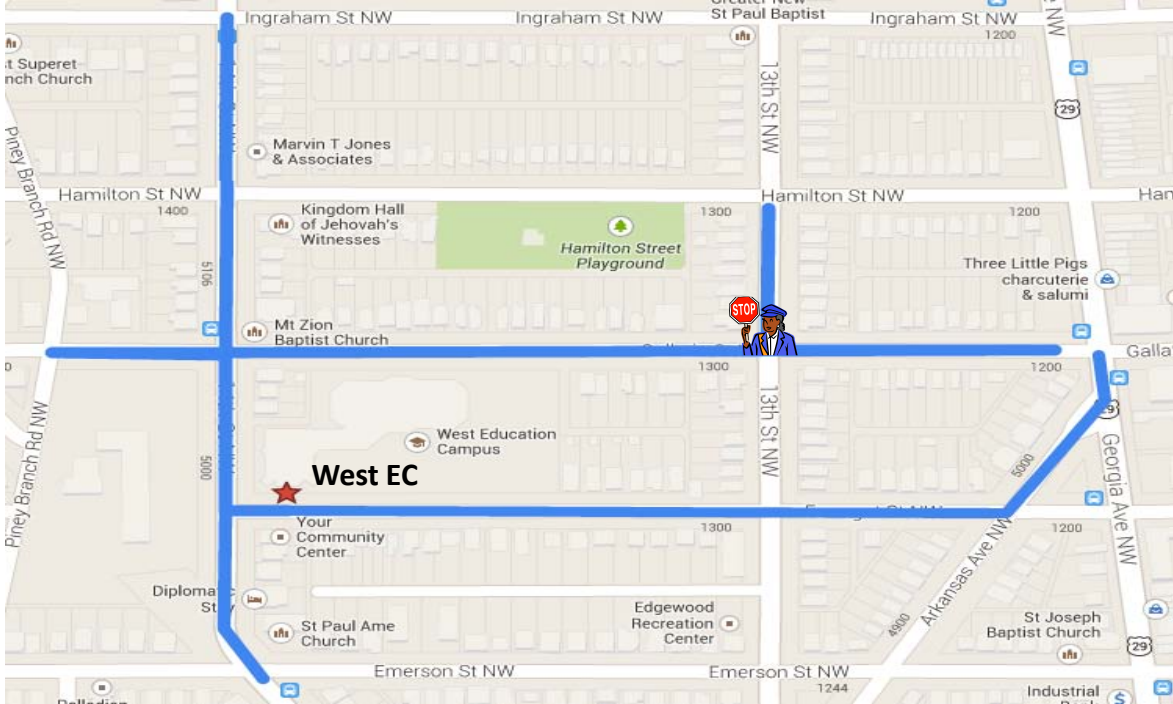 Greater New
St Paul Baptist
Ingraham St NW
Ingraham St NW
Ingraham St NW
1200
NW
t Superet
nch Church
13th St NW
29
Marvin T Jones
& Associates
Piney Branch Rd NW
Hamilton St NW
1400
Hamilton St NW
1300
1200
Kingdom Hall
of Jehovah's
Witnesses
Hamilton Street
Playground
5106
Three Little Pigs
charcuterie
& salumi
STOP
Mt Zion
Baptist Church
1300
1200
Galla
13th St NW
West Education
Campus
West EC
5000
5000
Piney Branch Rd NW
Georgia Ave NW
Your
Community
Center
1300
1200
Arkansas Ave NW
4900
St Paul Ame
Church
Edgewood
Recreation
Center
St Joseph
Baptist Church
29
Emerson St NW
Emerson St NW
1244
Industrial